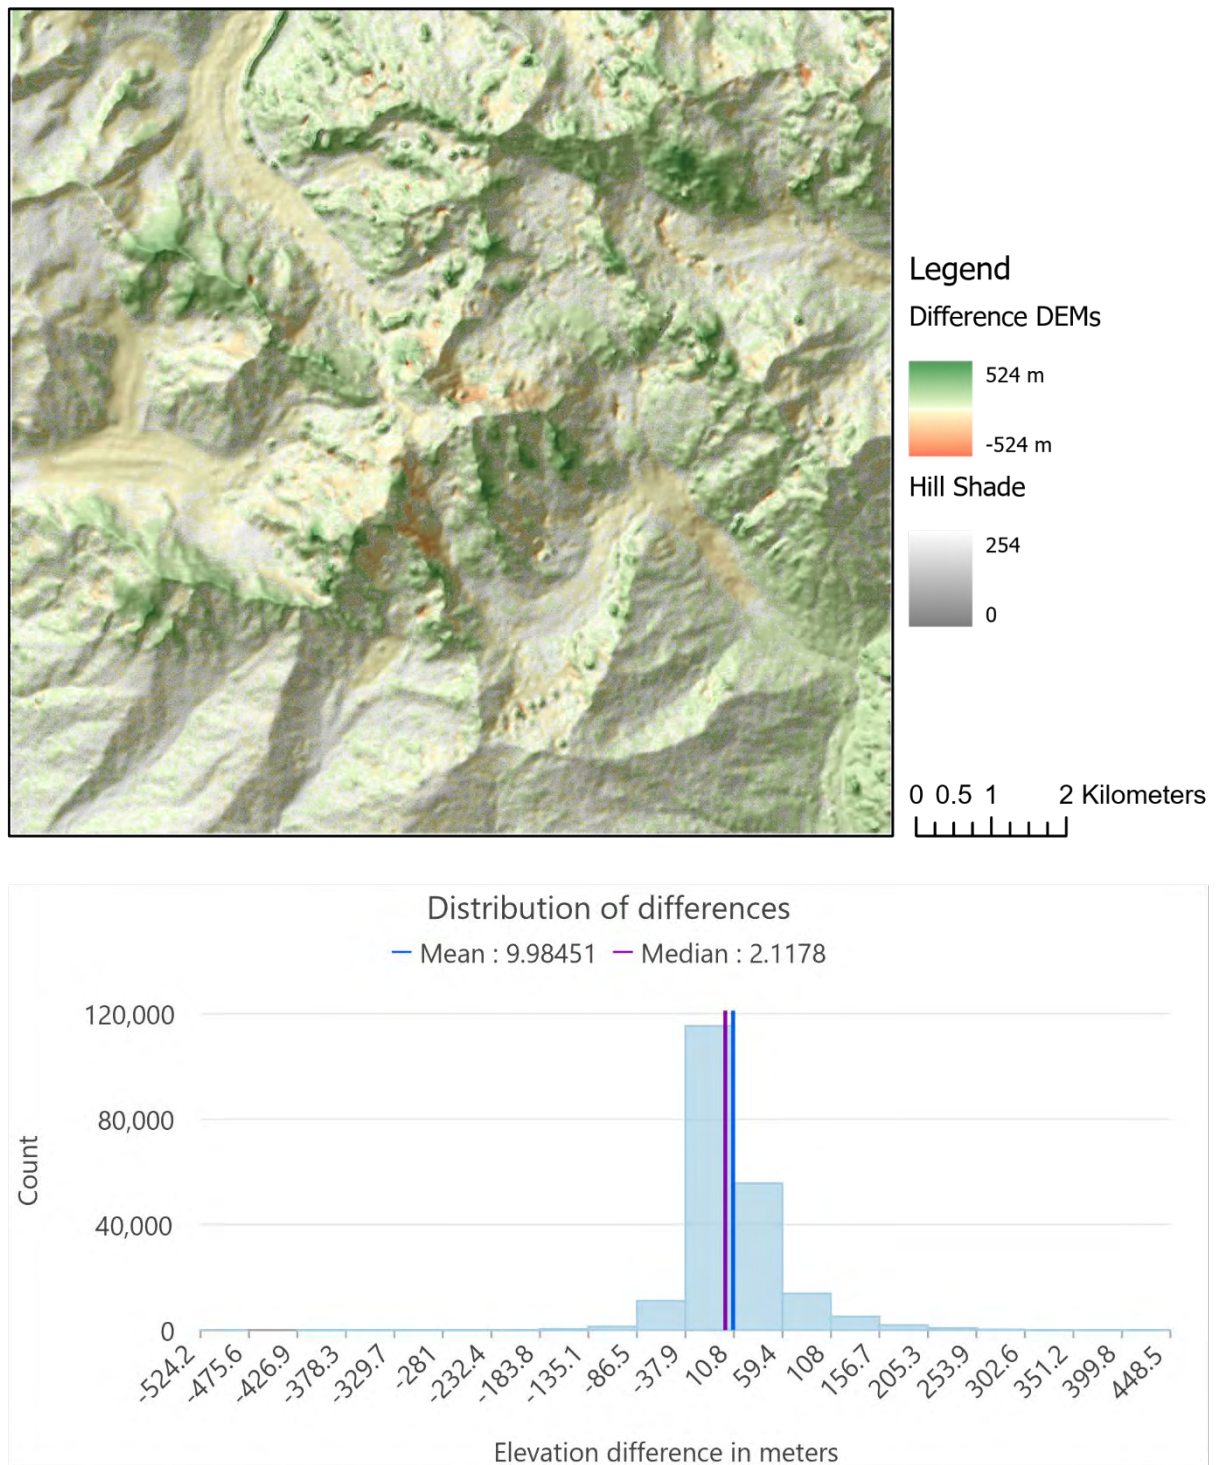 Legend
Difference DEMs
524 m
-524 m
Hill Shade
254
0
0 0.5 1 2 Kilometers
Distribution of differences
Mean : 9.98451 Median : 2.1178
120,000
80,000
40,000
0
Count
-524.2 -475.6 -426.9 -378.3 -329.7 -281 -232.4 -183.8 -135.1 -86.5 -37.9 10.8 59.4 108 156.7 205.3 253.9 302.6 351.2 399.8 448.5
Elevation difference in meters